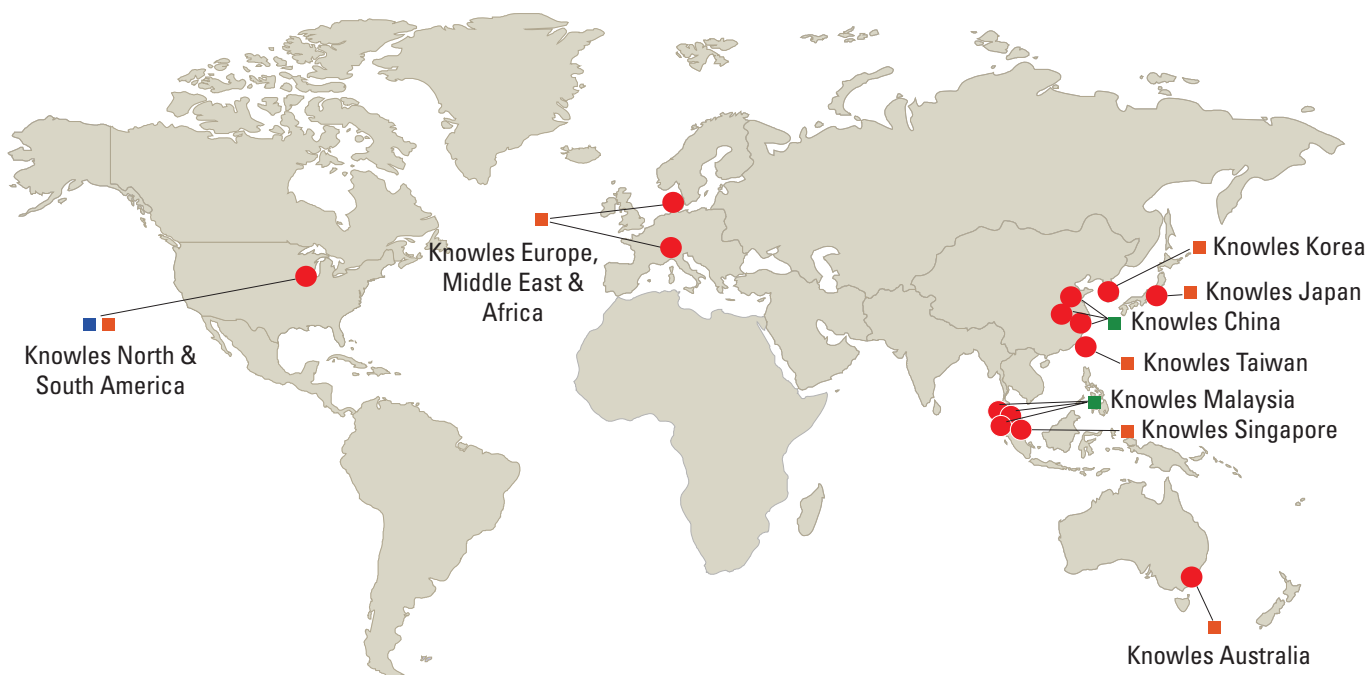 Knowles Korea
Knowles Europe,
Middle East &
Africa
Knowles Japan
Knowles China
Knowles North &
South America
Knowles Taiwan
Knowles Malaysia
Knowles Singapore
Knowles Australia